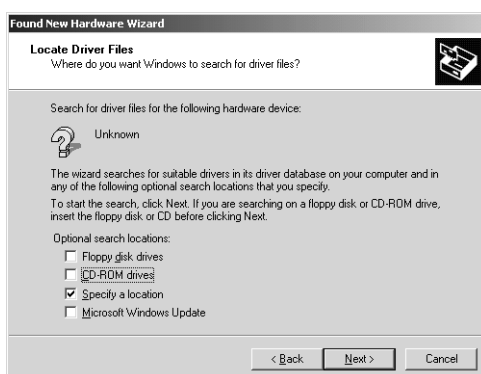 Found New Hardware Wizard
Locate Driver Files
Where do you want Windows to search for driver files?
Search for driver files for the following hardware device:
Unknown
The wizard searches for suitable drivers in its driver database on your computer and in
any of the following optional search locations that you specify.
To start the search, click Next. If you are searching on a floppy disk or CD-ROM drive,
insert the floppy disk or CD before clicking Next.
Optional search locations:
Floppy disk drives
CD-ROM drives
Specify a location
Microsoft Windows Update
< Back Next > Cancel